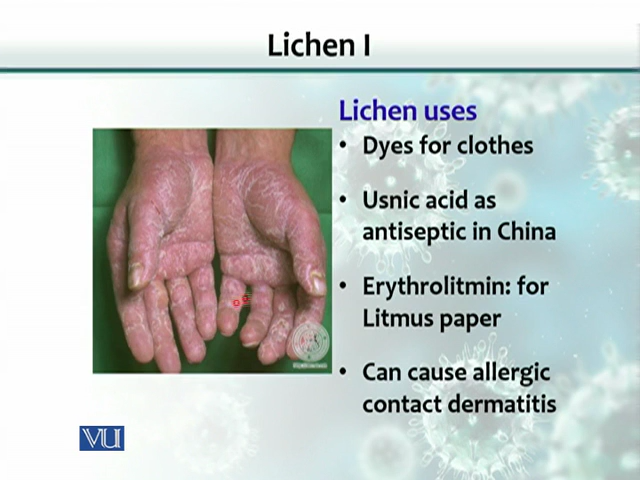 Lichen I
Lichen uses
• Dyes for clothes
• Usnic acid as
antiseptic in China
• Erythrolitmin: for
Litmus paper
• Can cause allergic
contact dermatitis
VU